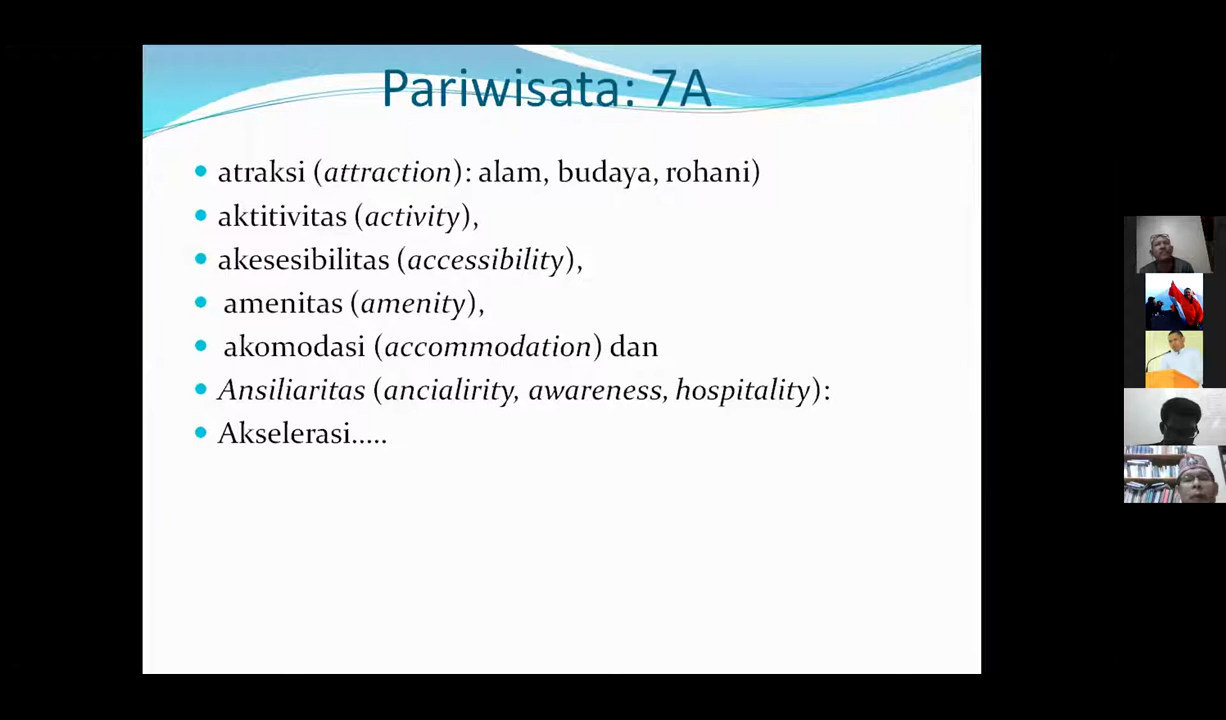 Pariwisata: 7A
atraksi (attraction): alam, budaya, rohani)
aktitivitas (activity),
akesesibilitas (accessibility),
amenitas (amenity),
akomodasi (accommodation) dan
Ansiliaritas (ancialirity, awareness, hospitality):
Akselerasi.....